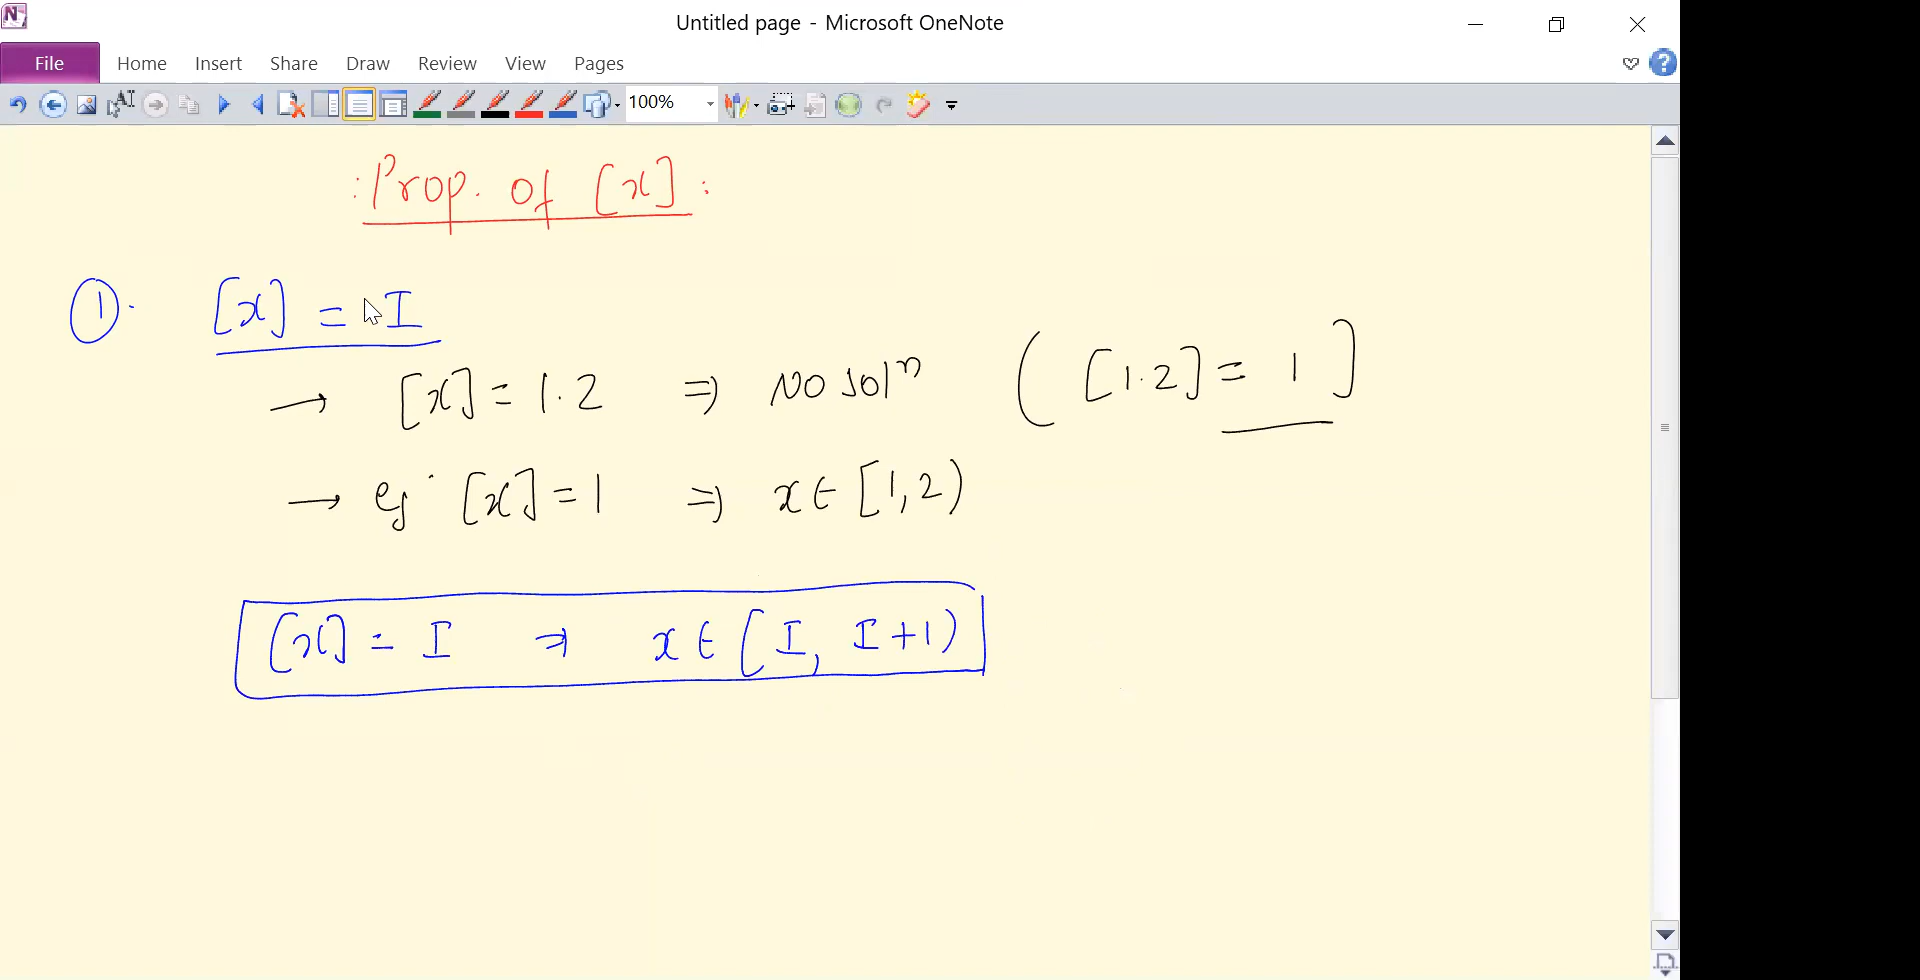 Untitled page - Microsoft OneNote
File Home Insert Share Draw Review View Pages
100%
: Prop. of [x] :
① . [x] = I
→ [x] = 1.2 ⇒ NO solⁿ ( [1.2] = 1 ]
→ eg. [x] = 1 ⇒ x ∈ [1, 2)
[x] = I ⇒ x ∈ [I, I+1)